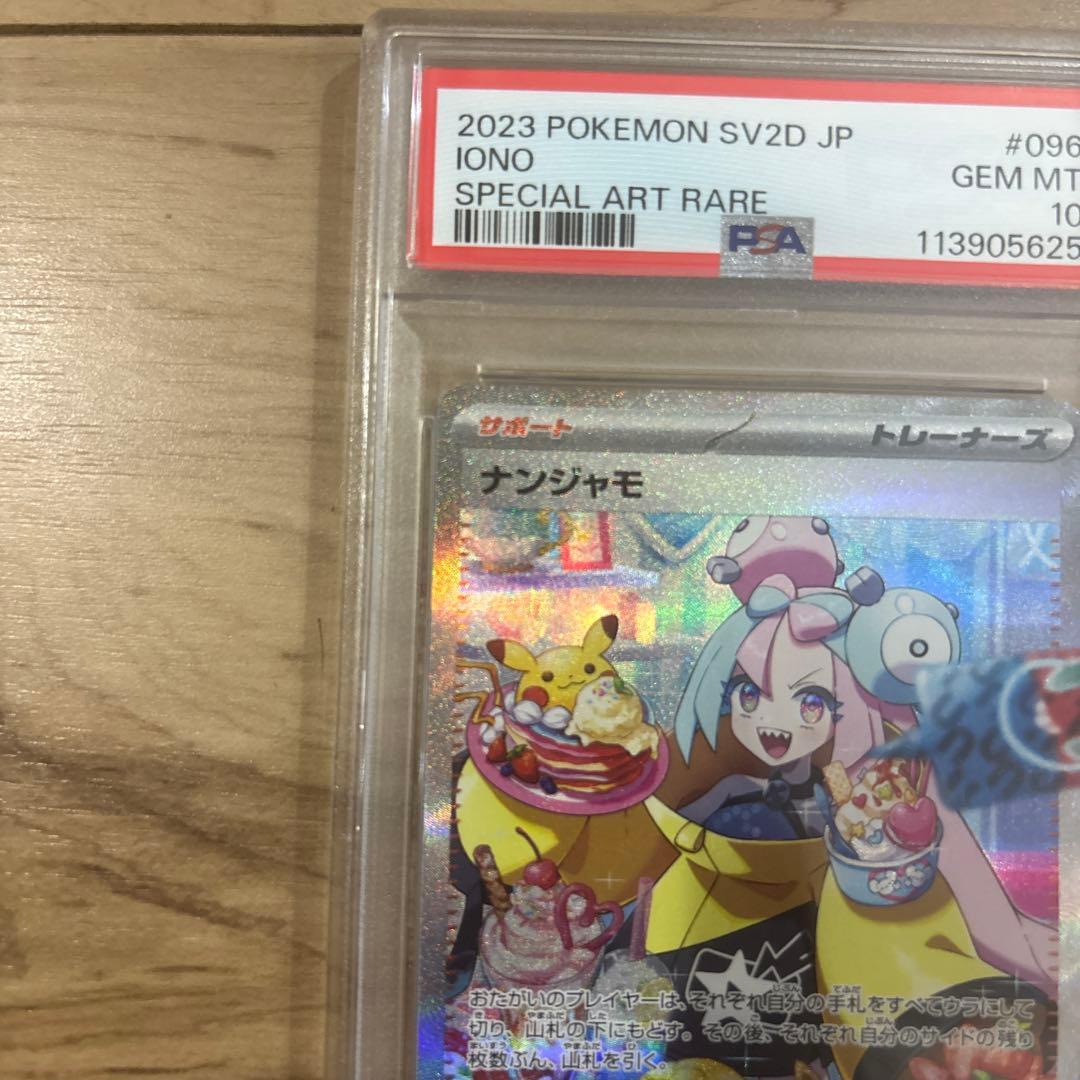 2023 POKEMON SV2D JP #096
IONO GEM MT
SPECIAL ART RARE 10
PSA 113905625
サポート トレーナーズ
ナンジャモ
おたがいのプレイヤーは、それぞれ自分の手札をすべてウラにして
切り、山札の下にもどす。その後、それぞれ自分のサイドの残り
枚数ぶん、山札を引く。